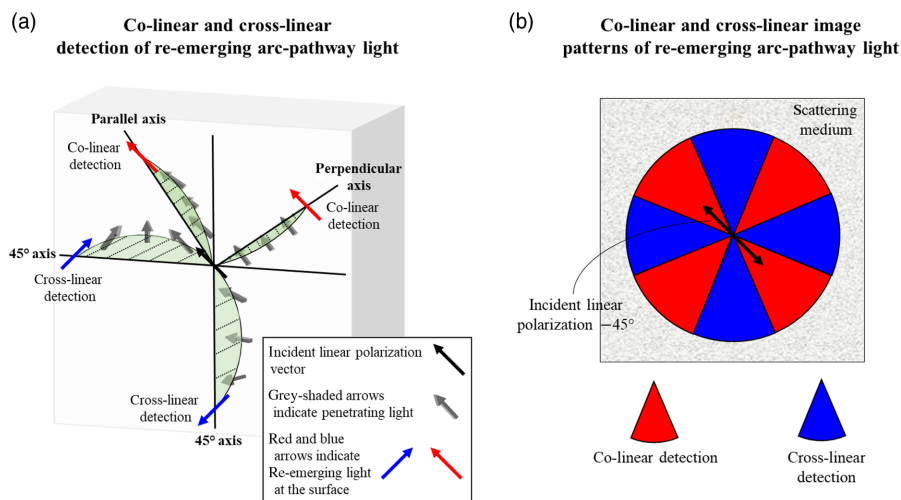 (a)
Co-linear and cross-linear
detection of re-emerging arc-pathway light
Parallel axis
Co-linear
detection
Perpendicular
axis
Co-linear
detection
45° axis
Cross-linear
detection
Cross-linear
detection
45° axis
Incident linear polarization
vector
Grey-shaded arrows
indicate penetrating light
Red and blue
arrows indicate
Re-emerging light
at the surface
(b)
Co-linear and cross-linear image
patterns of re-emerging arc-pathway light
Scattering
medium
Incident linear
polarization −45°
Co-linear detection
Cross-linear
detection